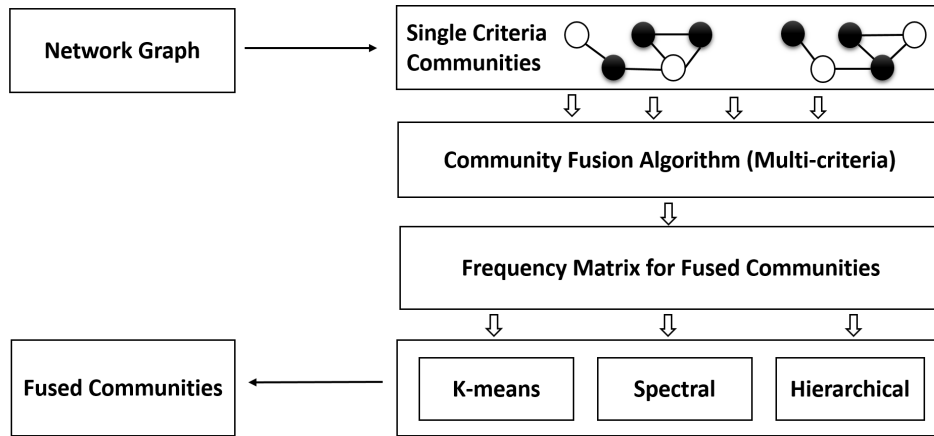 Network Graph
Single Criteria
Communities
Community Fusion Algorithm (Multi-criteria)
Frequency Matrix for Fused Communities
Fused Communities
K-means
Spectral
Hierarchical